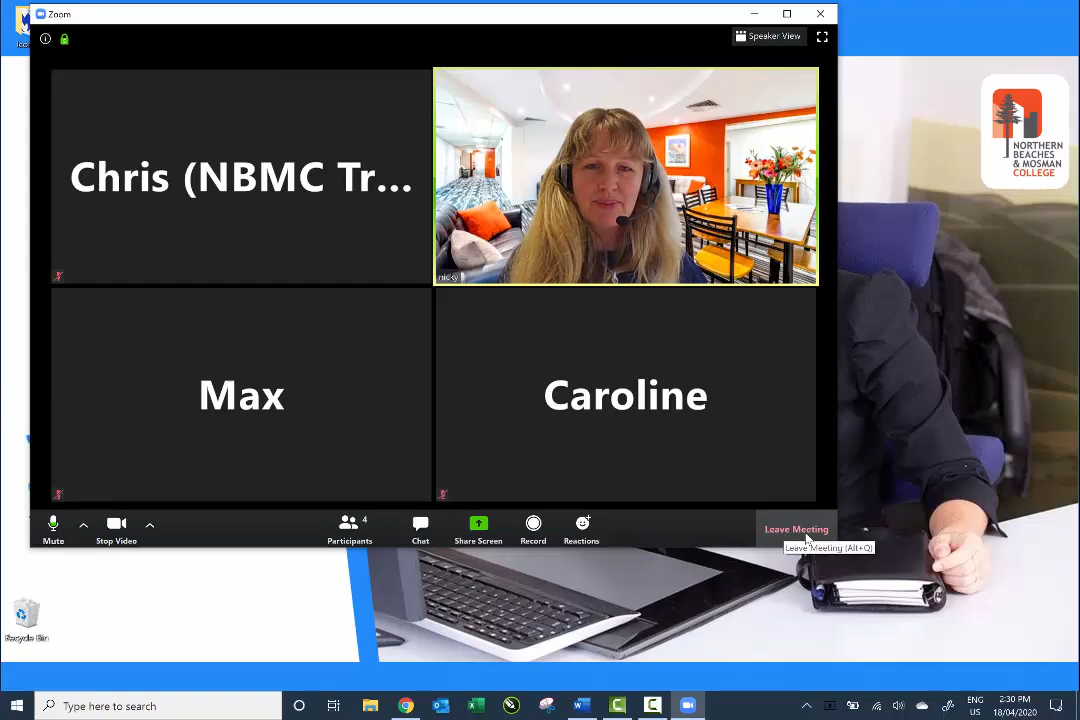 Zoom
Speaker View
Chris (NBMC Tr...
nicky
Max
Caroline
Mute
Stop Video
4
Participants
Chat
Share Screen
Record
Reactions
Leave Meeting
Leave Meeting (Alt+Q)
NORTHERN
BEACHES
& MOSMAN
COLLEGE
Recycle Bin
Type here to search
ENG
US
2:30 PM
18/04/2020